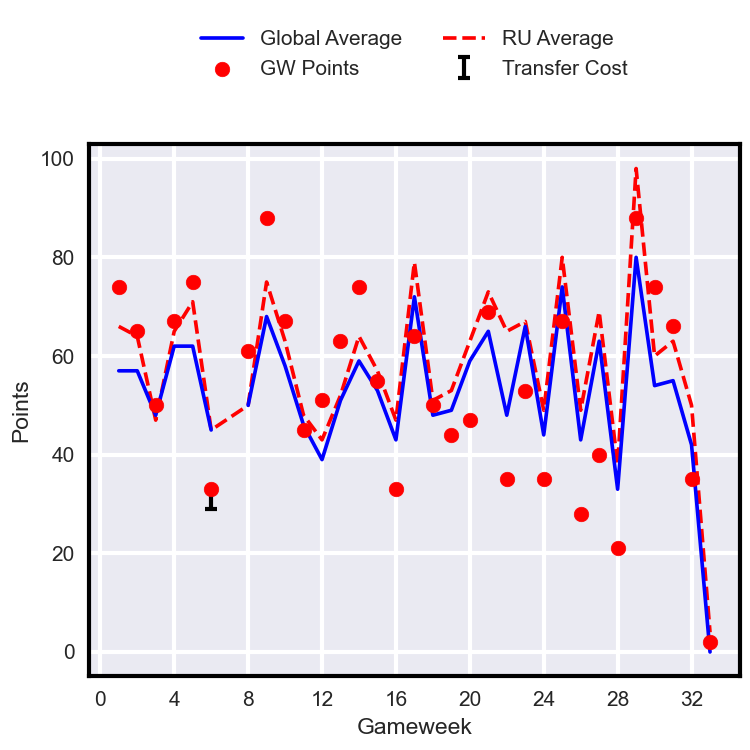 Global Average
RU Average
GW Points
Transfer Cost
100
80
60
40
20
0
Points
0 4 8 12 16 20 24 28 32
Gameweek